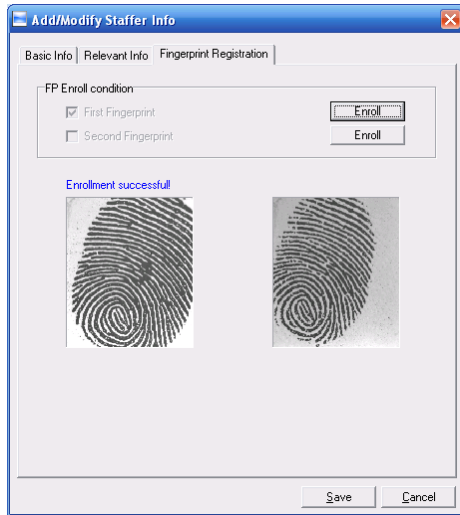 Add/Modify Staffer Info
Basic Info Relevant Info Fingerprint Registration
FP Enroll condition
First Fingerprint Enroll
Second Fingerprint Enroll
Enrollment successful!
Save Cancel